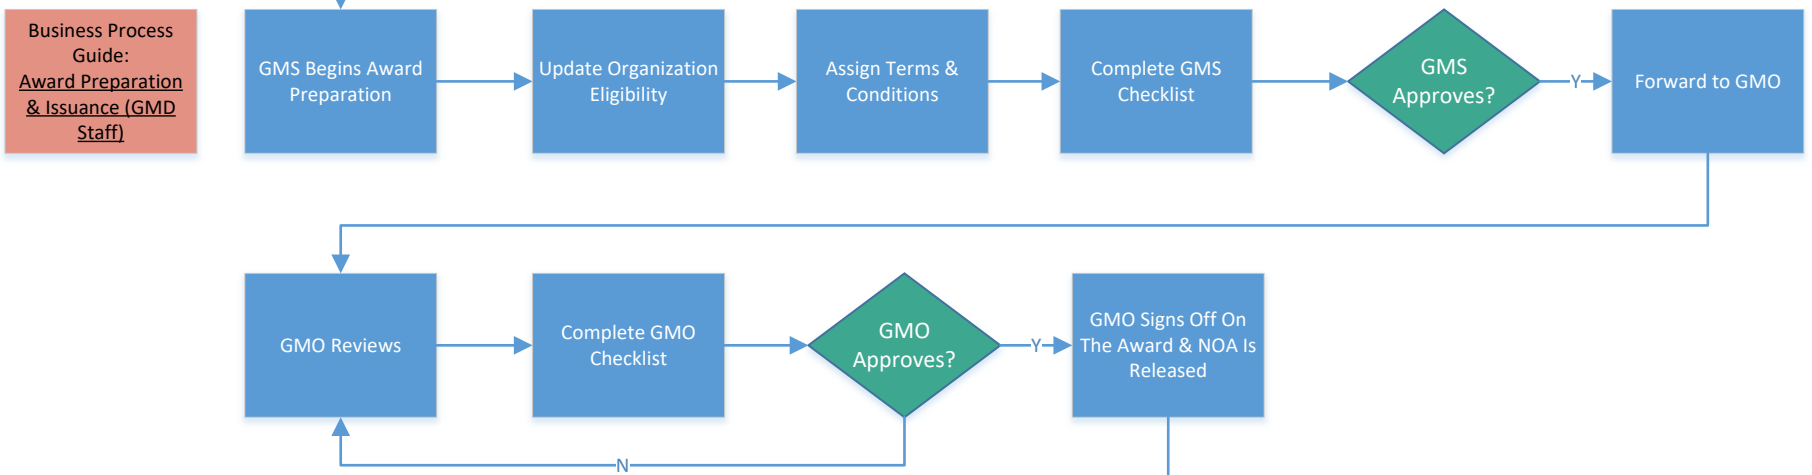 Business Process
Guide:
Award Preparation
& Issuance (GMD
Staff)
GMS Begins Award
Preparation
Update Organization
Eligibility
Assign Terms &
Conditions
Complete GMS
Checklist
GMS
Approves?
Y
Forward to GMO
GMO Reviews
Complete GMO
Checklist
GMO
Approves?
Y
GMO Signs Off On
The Award & NOA Is
Released
N